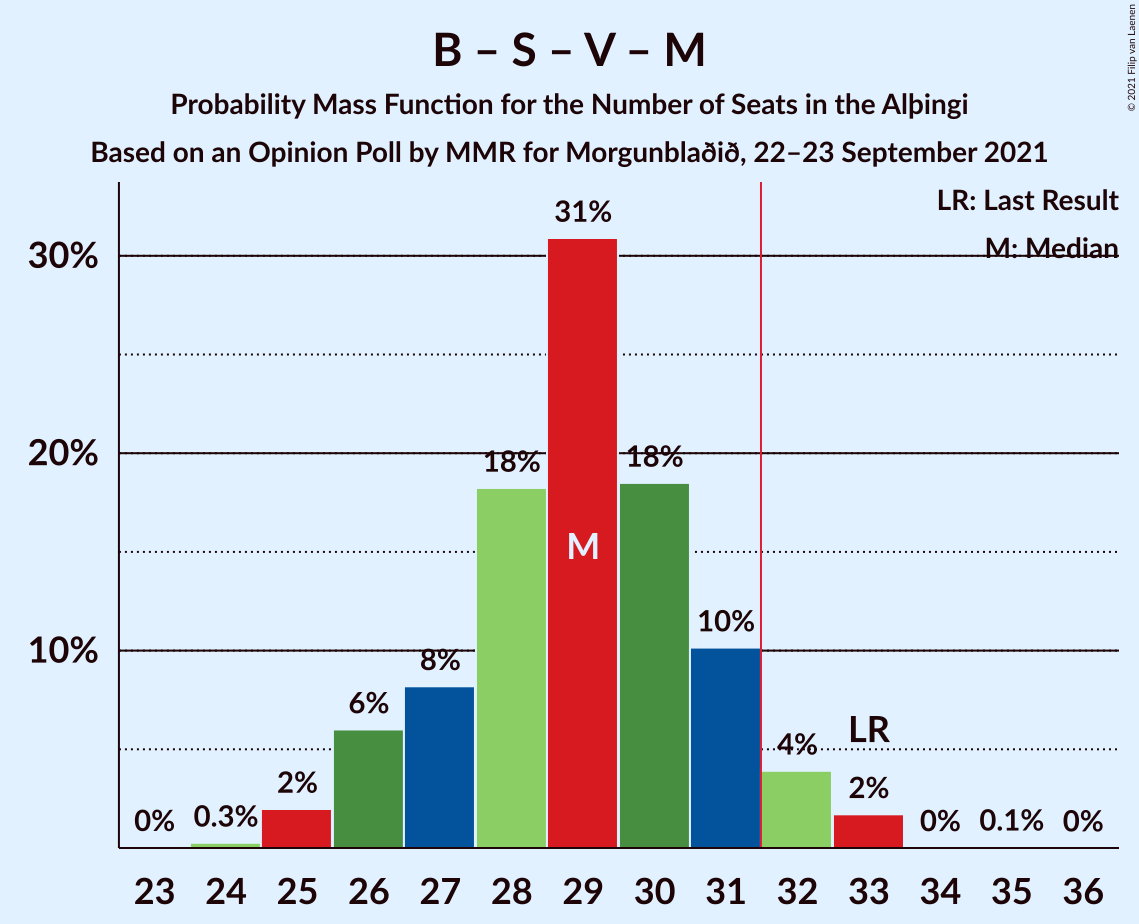 B – S – V – M
Probability Mass Function for the Number of Seats in the Alþingi
Based on an Opinion Poll by MMR for Morgunblaðið, 22–23 September 2021
© 2021 Filip van Laenen
LR: Last Result
M: Median
30%
20%
10%
0%
0.3%
2%
6%
8%
18%
31%
M
18%
10%
4%
LR
2%
0%
0.1%
0%
23 24 25 26 27 28 29 30 31 32 33 34 35 36